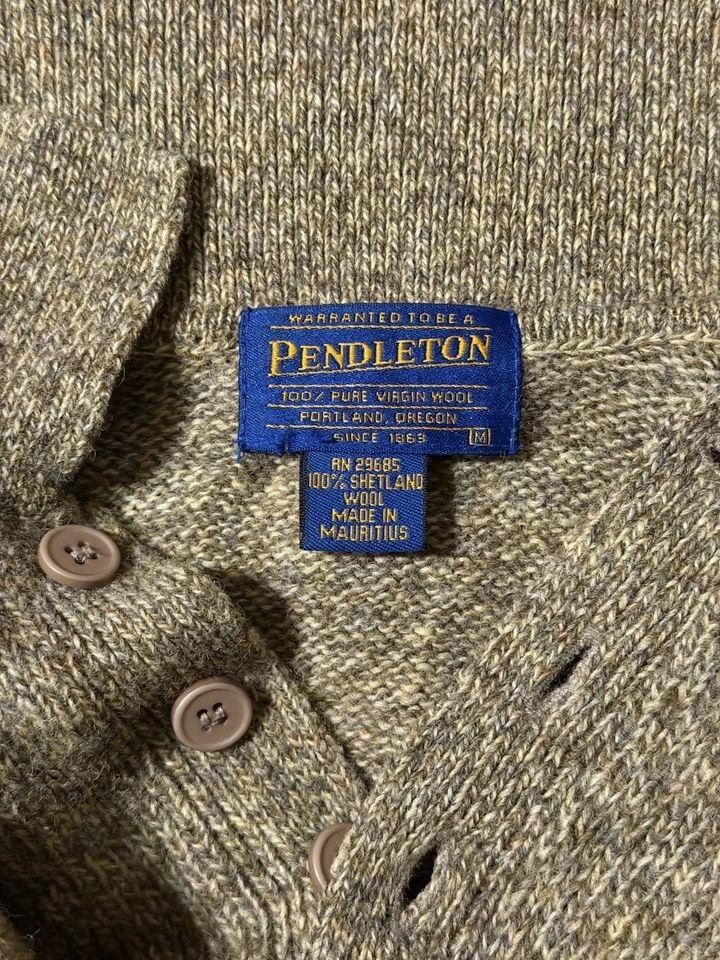 WARRANTED TO BE A
PENDLETON
100% PURE VIRGIN WOOL
PORTLAND, OREGON
SINCE 1863 M
RN 29685
100% SHETLAND
WOOL
MADE IN
MAURITIUS